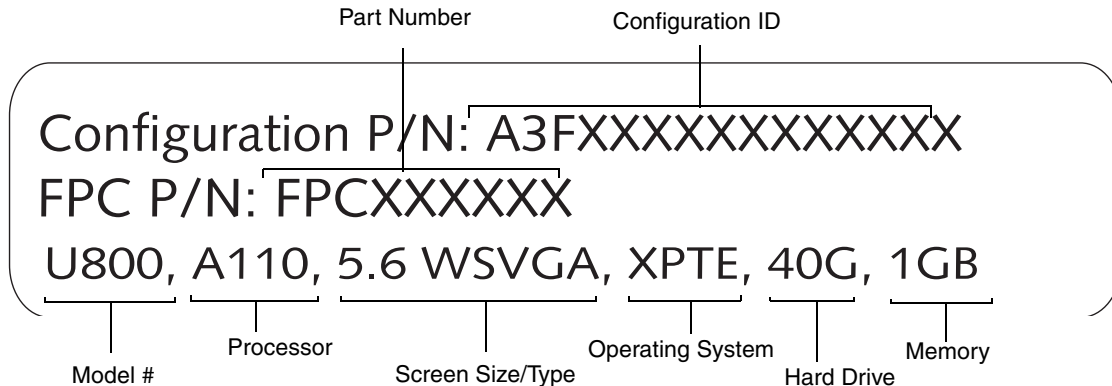 Part Number
Configuration ID
Configuration P/N: A3FXXXXXXXXXXXX
FPC P/N: FPCXXXXXX
U800, A110, 5.6 WSVGA, XPTE, 40G, 1GB
Model #
Processor
Screen Size/Type
Operating System
Hard Drive
Memory